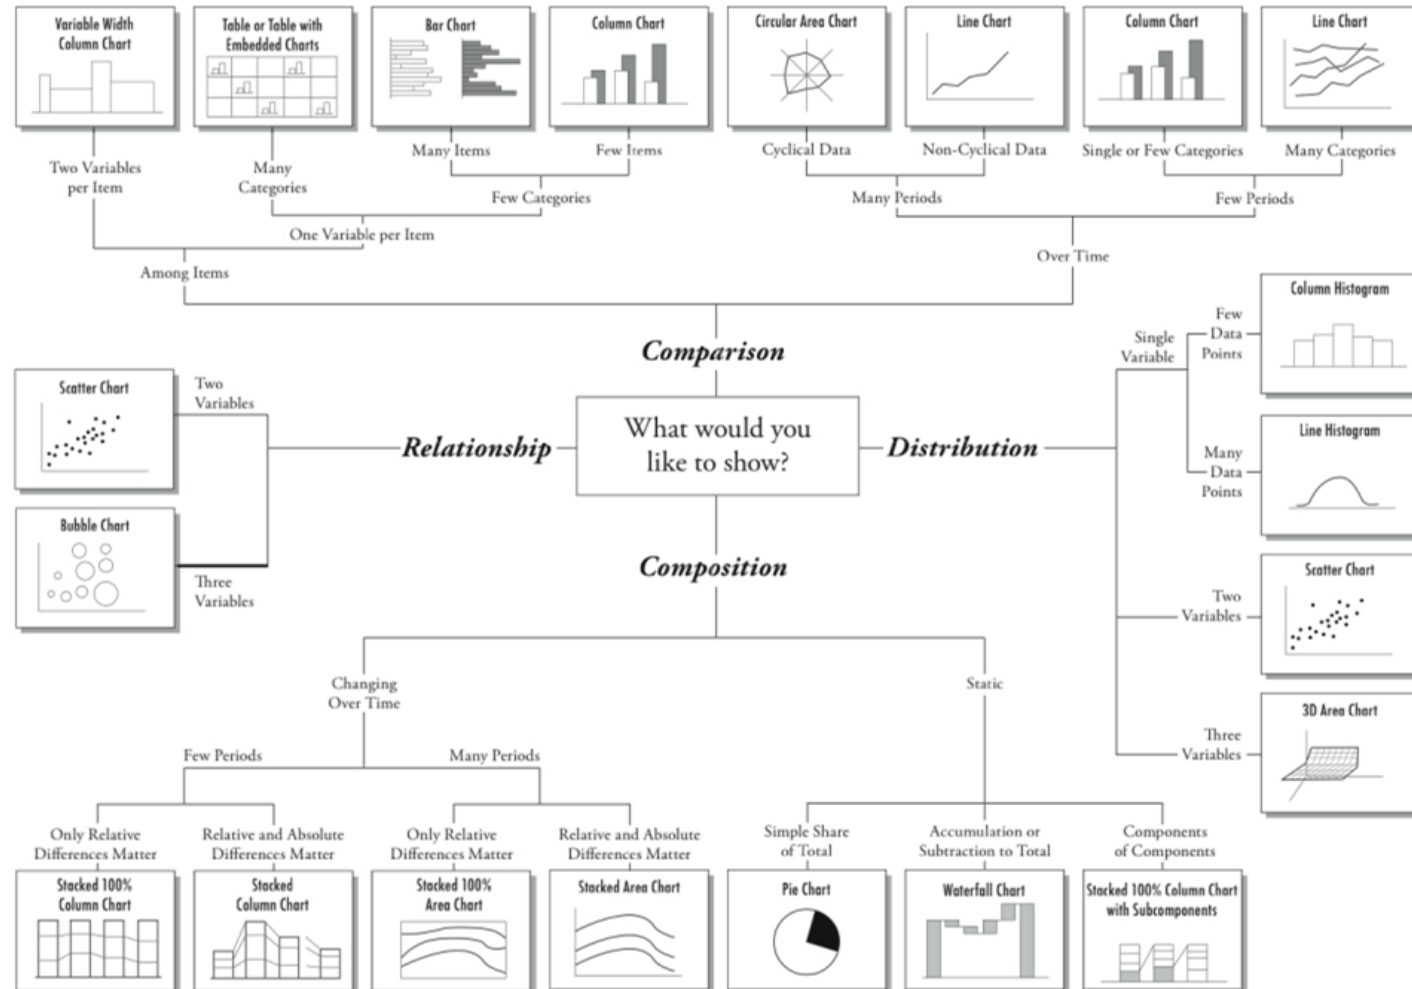 Variable Width
Column Chart
Table or Table with
Embedded Charts
Bar Chart
Column Chart
Circular Area Chart
Line Chart
Column Chart
Line Chart
Two Variables
per Item
Many
Categories
Many Items
Few Items
Cyclical Data
Non-Cyclical Data
Single or Few Categories
Many Categories
Few Categories
Many Periods
Few Periods
One Variable per Item
Among Items
Over Time
Comparison
What would you
like to show?
Relationship
Two
Variables
Scatter Chart
Three
Variables
Bubble Chart
Distribution
Single
Variable
Few
Data
Points
Column Histogram
Many
Data
Points
Line Histogram
Two
Variables
Scatter Chart
Three
Variables
3D Area Chart
Composition
Changing
Over Time
Static
Few Periods
Many Periods
Only Relative
Differences Matter
Relative and Absolute
Differences Matter
Only Relative
Differences Matter
Relative and Absolute
Differences Matter
Simple Share
of Total
Accumulation or
Subtraction to Total
Components
of Components
Stacked 100%
Column Chart
Stacked
Column Chart
Stacked 100%
Area Chart
Stacked Area Chart
Pie Chart
Waterfall Chart
Stacked 100% Column Chart
with Subcomponents